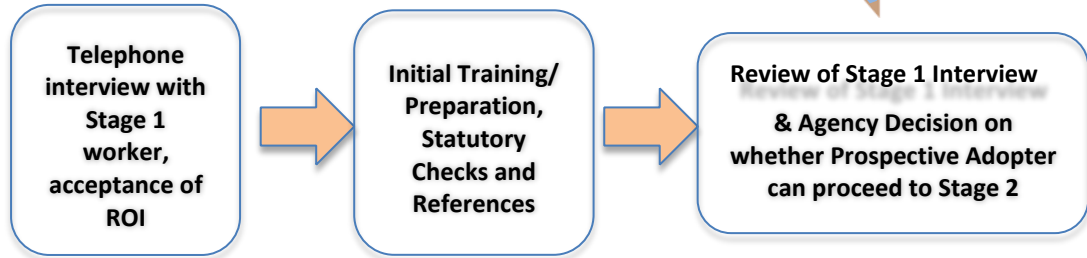 Telephone
interview with
Stage 1
worker,
acceptance of
ROI
Initial Training/
Preparation,
Statutory
Checks and
References
Review of Stage 1 Interview
& Agency Decision on
whether Prospective Adopter
can proceed to Stage 2